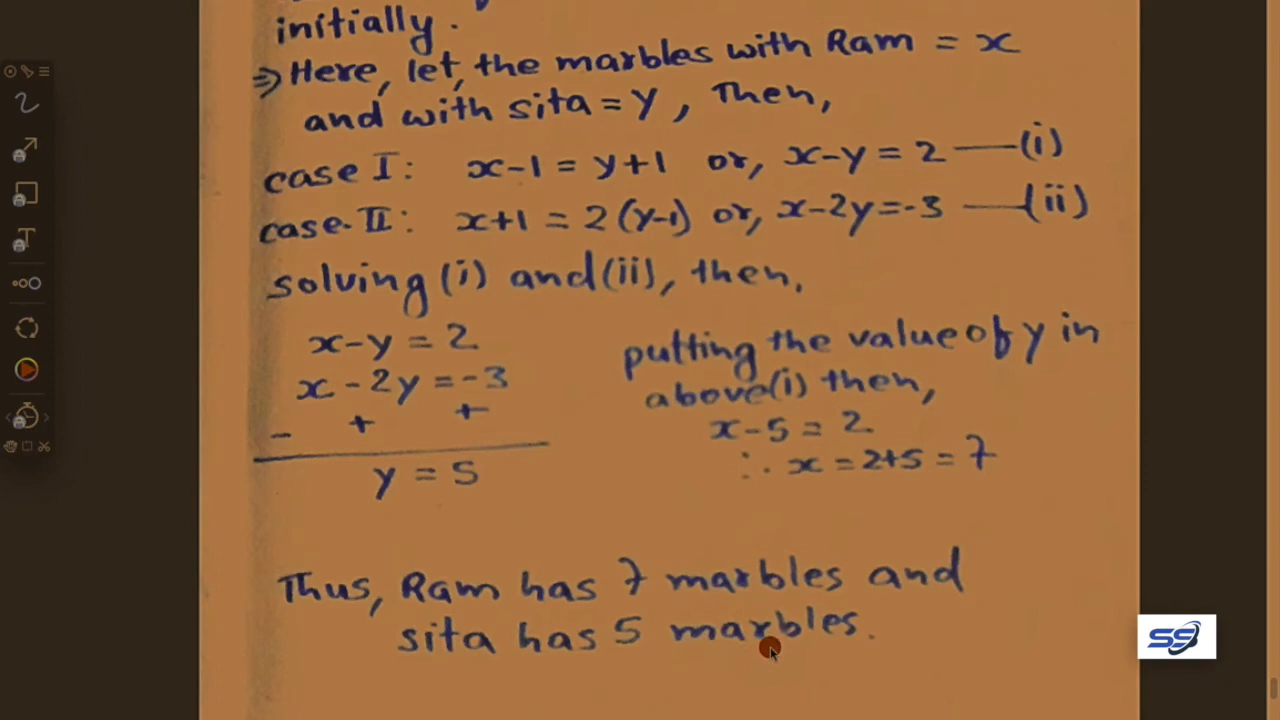 initially.
⇒ Here, let, the marbles with Ram = x
and with sita = y, Then,
case I: x-1 = y+1 or, x-y = 2 —(i)
case-II: x+1 = 2(y-1) or, x-2y=-3 —(ii)
solving (i) and (ii), then,
x-y = 2
x - 2y = -3
- + +
y = 5
putting the value of y in
above (i) then,
x-5 = 2
∴ x = 2+5 = 7
Thus, Ram has 7 marbles and
sita has 5 marbles.
SS